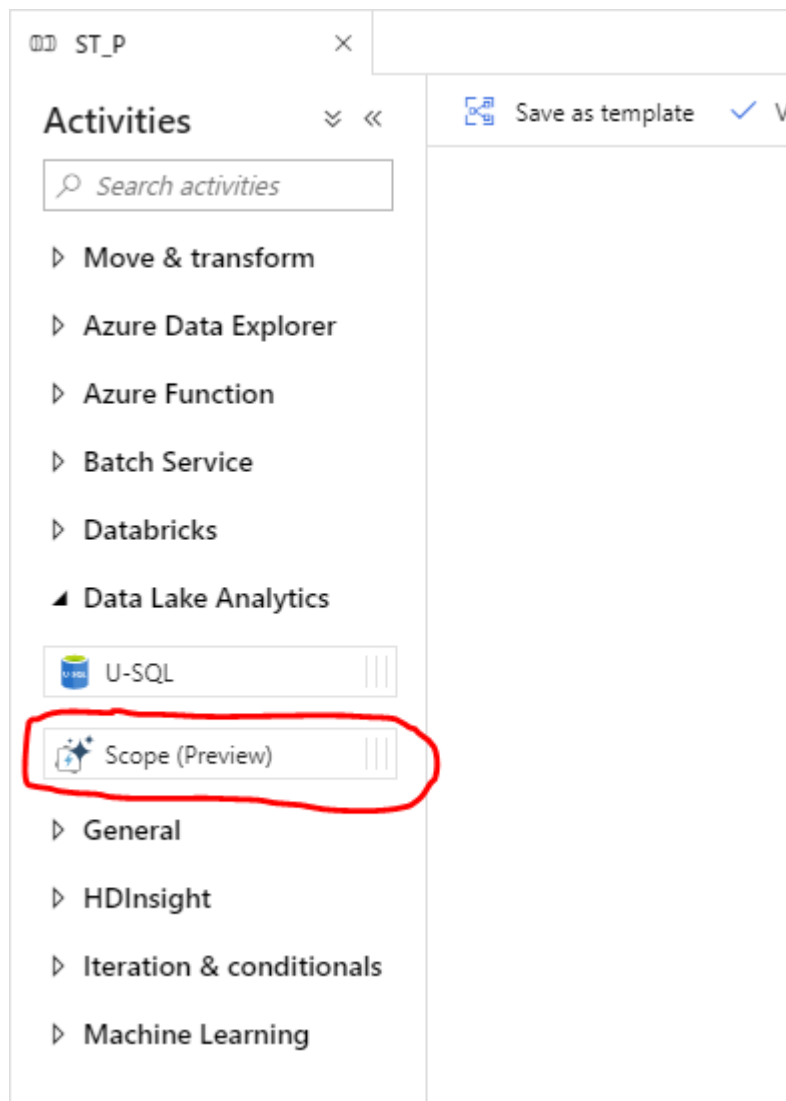 ST_P
Activities
Save as template V
Search activities
Move & transform
Azure Data Explorer
Azure Function
Batch Service
Databricks
Data Lake Analytics
U-SQL
U-SQL
Scope (Preview)
General
HDInsight
Iteration & conditionals
Machine Learning